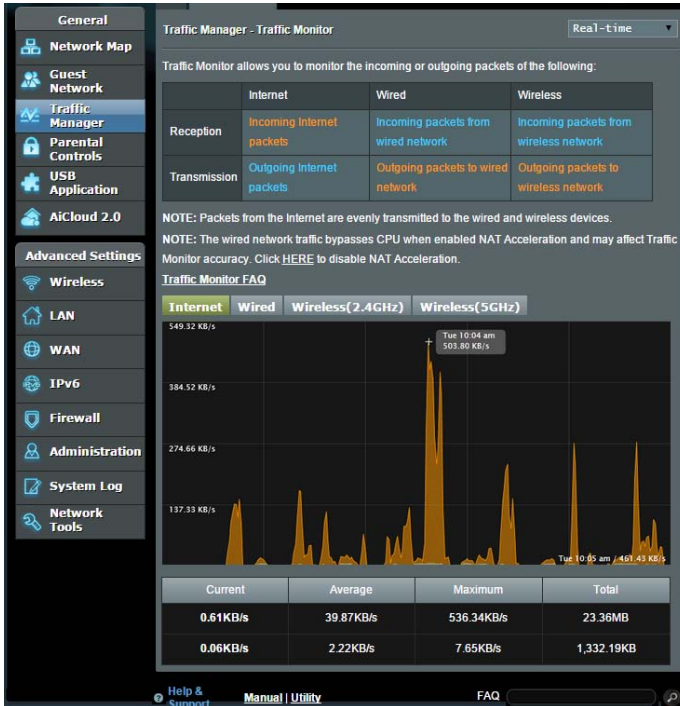 General
Network Map
Guest
Network
Traffic
Manager
Parental
Controls
USB
Application
AiCloud 2.0
Advanced Settings
Wireless
LAN
WAN
IPv6
Firewall
Administration
System Log
Network
Tools
Traffic Manager - Traffic Monitor
Real-time
Traffic Monitor allows you to monitor the incoming or outgoing packets of the following:
Internet Wired Wireless
Reception
Incoming Internet
packets
Incoming packets from
wired network
Incoming packets from
wireless network
Transmission
Outgoing Internet
packets
Outgoing packets to wired
network
Outgoing packets to
wireless network
NOTE: Packets from the Internet are evenly transmitted to the wired and wireless devices.
NOTE: The wired network traffic bypasses CPU when enabled NAT Acceleration and may affect Traffic
Monitor accuracy. Click HERE to disable NAT Acceleration.
Traffic Monitor FAQ
Internet Wired Wireless(2.4GHz) Wireless(5GHz)
549.32 KB/s
Tue 10:04 am
503.80 KB/s
384.52 KB/s
274.66 KB/s
137.33 KB/s
Tue 10:05 am / 461.43 KB/s
Current Average Maximum Total
0.61KB/s 39.87KB/s 536.34KB/s 23.36MB
0.06KB/s 2.22KB/s 7.65KB/s 1,332.19KB
Help &
Support
Manual | Utility
FAQ